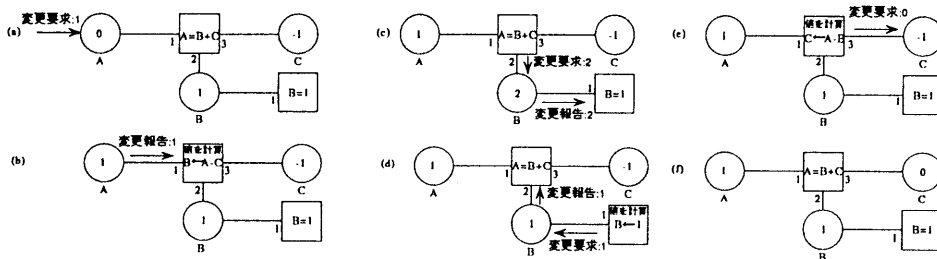 (a)
変更要求:1
0
A
1
A=B+C
3
2
-1
C
1
B
1
B=1
(b)
1
A
変更報告:1
値を計算
1
B←A-C
3
2
-1
C
1
B
1
B=1
(c)
1
A
1
A=B+C
3
2
変更要求:2
-1
C
2
B
1
B=1
変更報告:2
(d)
1
A
1
A=B+C
3
2
変更報告:1
-1
C
1
B
1
値を計算
B←1
変更要求:1
(e)
1
A
値を計算
1
C←A-B
3
2
変更要求:0
-1
C
1
B
1
B=1
(f)
1
A
1
A=B+C
3
2
0
C
1
B
1
B=1